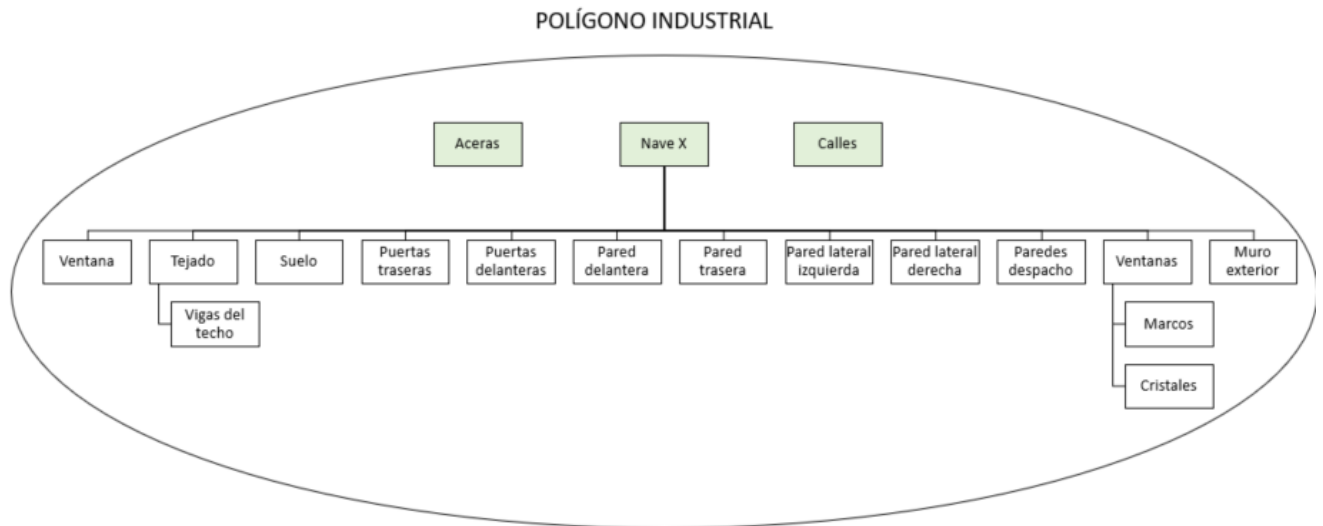 POLÍGONO INDUSTRIAL
Aceras
Nave X
Calles
Ventana
Tejado
Suelo
Puertas
traseras
Puertas
delanteras
Pared
delantera
Pared
trasera
Pared lateral
izquierda
Pared lateral
derecha
Paredes
despacho
Ventanas
Muro
exterior
Vigas del
techo
Marcos
Cristales